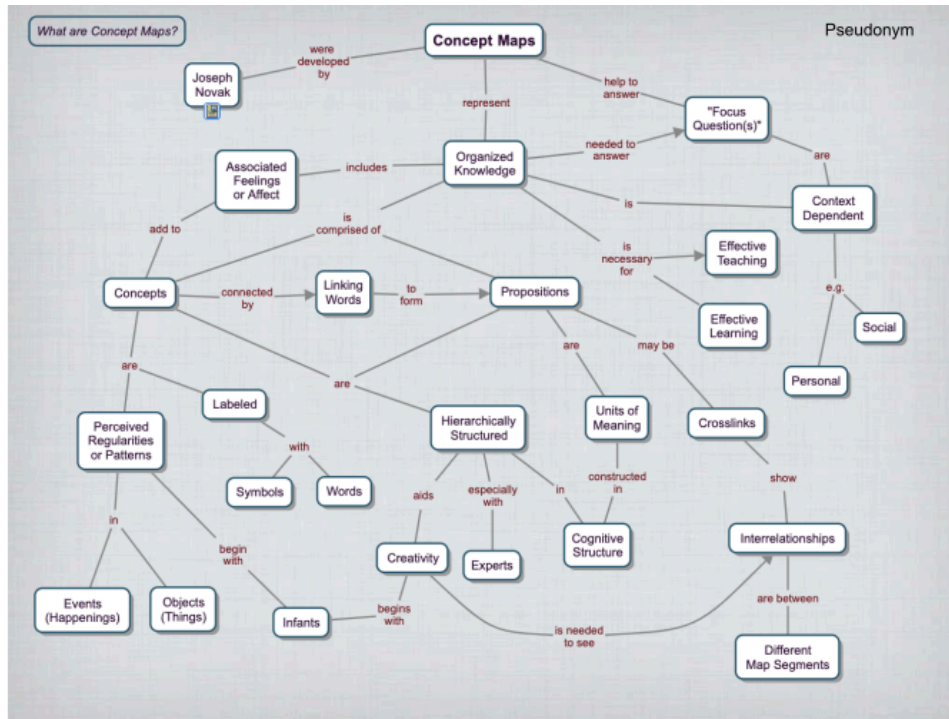 What are Concept Maps?
Pseudonym
Concept Maps
were
developed
by
Joseph
Novak
represent
help to
answer
"Focus
Question(s)"
needed to
answer
are
Organized
Knowledge
includes
Associated
Feelings
or Affect
is
Context
Dependent
add to
is
comprised of
is
necessary
for
Effective
Teaching
Effective
Learning
e.g.
Social
Personal
Concepts
connected
by
Linking
Words
to
form
Propositions
are
may be
are
are
Labeled
Perceived
Regularities
or Patterns
with
Symbols
Words
Hierarchically
Structured
Units of
Meaning
Crosslinks
in
begin
with
aids
especially
with
in
constructed
in
show
Creativity
Experts
Cognitive
Structure
Interrelationships
Events
(Happenings)
Objects
(Things)
Infants
begins
with
is needed
to see
are between
Different
Map Segments